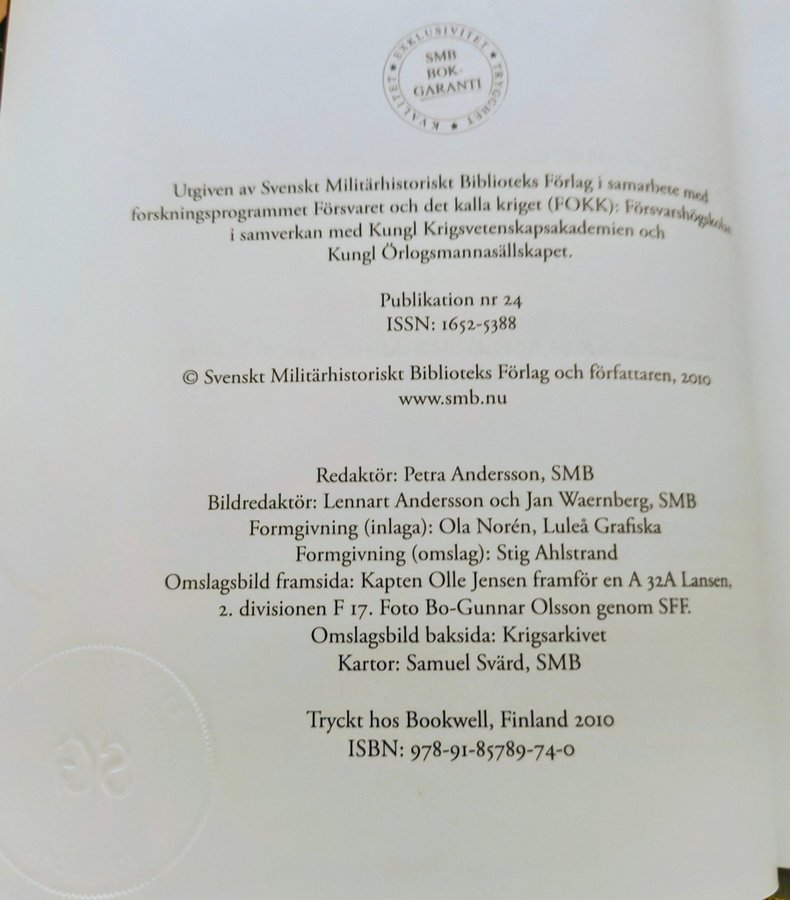 ★ EXKLUSIVITET ★ TRYGGHET ★ KVALITET
SMB
BOK-
GARANTI
Utgiven av Svenskt Militärhistoriskt Biblioteks Förlag i samarbete med
forskningsprogrammet Försvaret och det kalla kriget (FOKK): Försvarshögskolan
i samverkan med Kungl Krigsvetenskapsakademien och
Kungl Örlogsmannasällskapet.
Publikation nr 24
ISSN: 1652-5388
© Svenskt Militärhistoriskt Biblioteks Förlag och författaren, 2010
www.smb.nu
Redaktör: Petra Andersson, SMB
Bildredaktör: Lennart Andersson och Jan Waernberg, SMB
Formgivning (inlaga): Ola Norén, Luleå Grafiska
Formgivning (omslag): Stig Ahlstrand
Omslagsbild framsida: Kapten Olle Jensen framför en A 32A Lansen,
2. divisionen F 17. Foto Bo-Gunnar Olsson genom SFF.
Omslagsbild baksida: Krigsarkivet
Kartor: Samuel Svärd, SMB
Tryckt hos Bookwell, Finland 2010
ISBN: 978-91-85789-74-0
SG